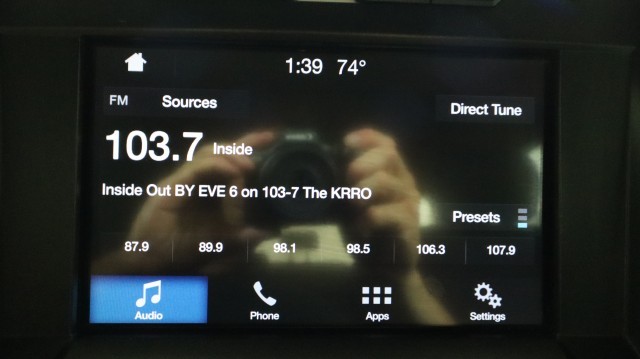 1:39 74°
FM Sources
Direct Tune
103.7 Inside
Inside Out BY EVE 6 on 103-7 The KRRO
Presets
87.9 89.9 98.1 98.5 106.3 107.9
Audio Phone Apps Settings